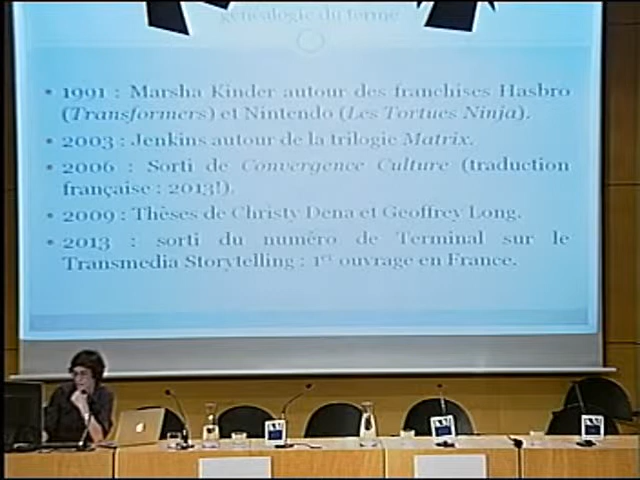 généalogie du terme
• 1991 : Marsha Kinder autour des franchises Hasbro
(Transformers) et Nintendo (Les Tortues Ninja).
• 2003 : Jenkins autour de la trilogie Matrix.
• 2006 : Sorti de Convergence Culture (traduction
française : 2013!).
• 2009 : Thèses de Christy Dena et Geoffrey Long.
• 2013 : sorti du numéro de Terminal sur le
Transmedia Storytelling : 1er ouvrage en France.